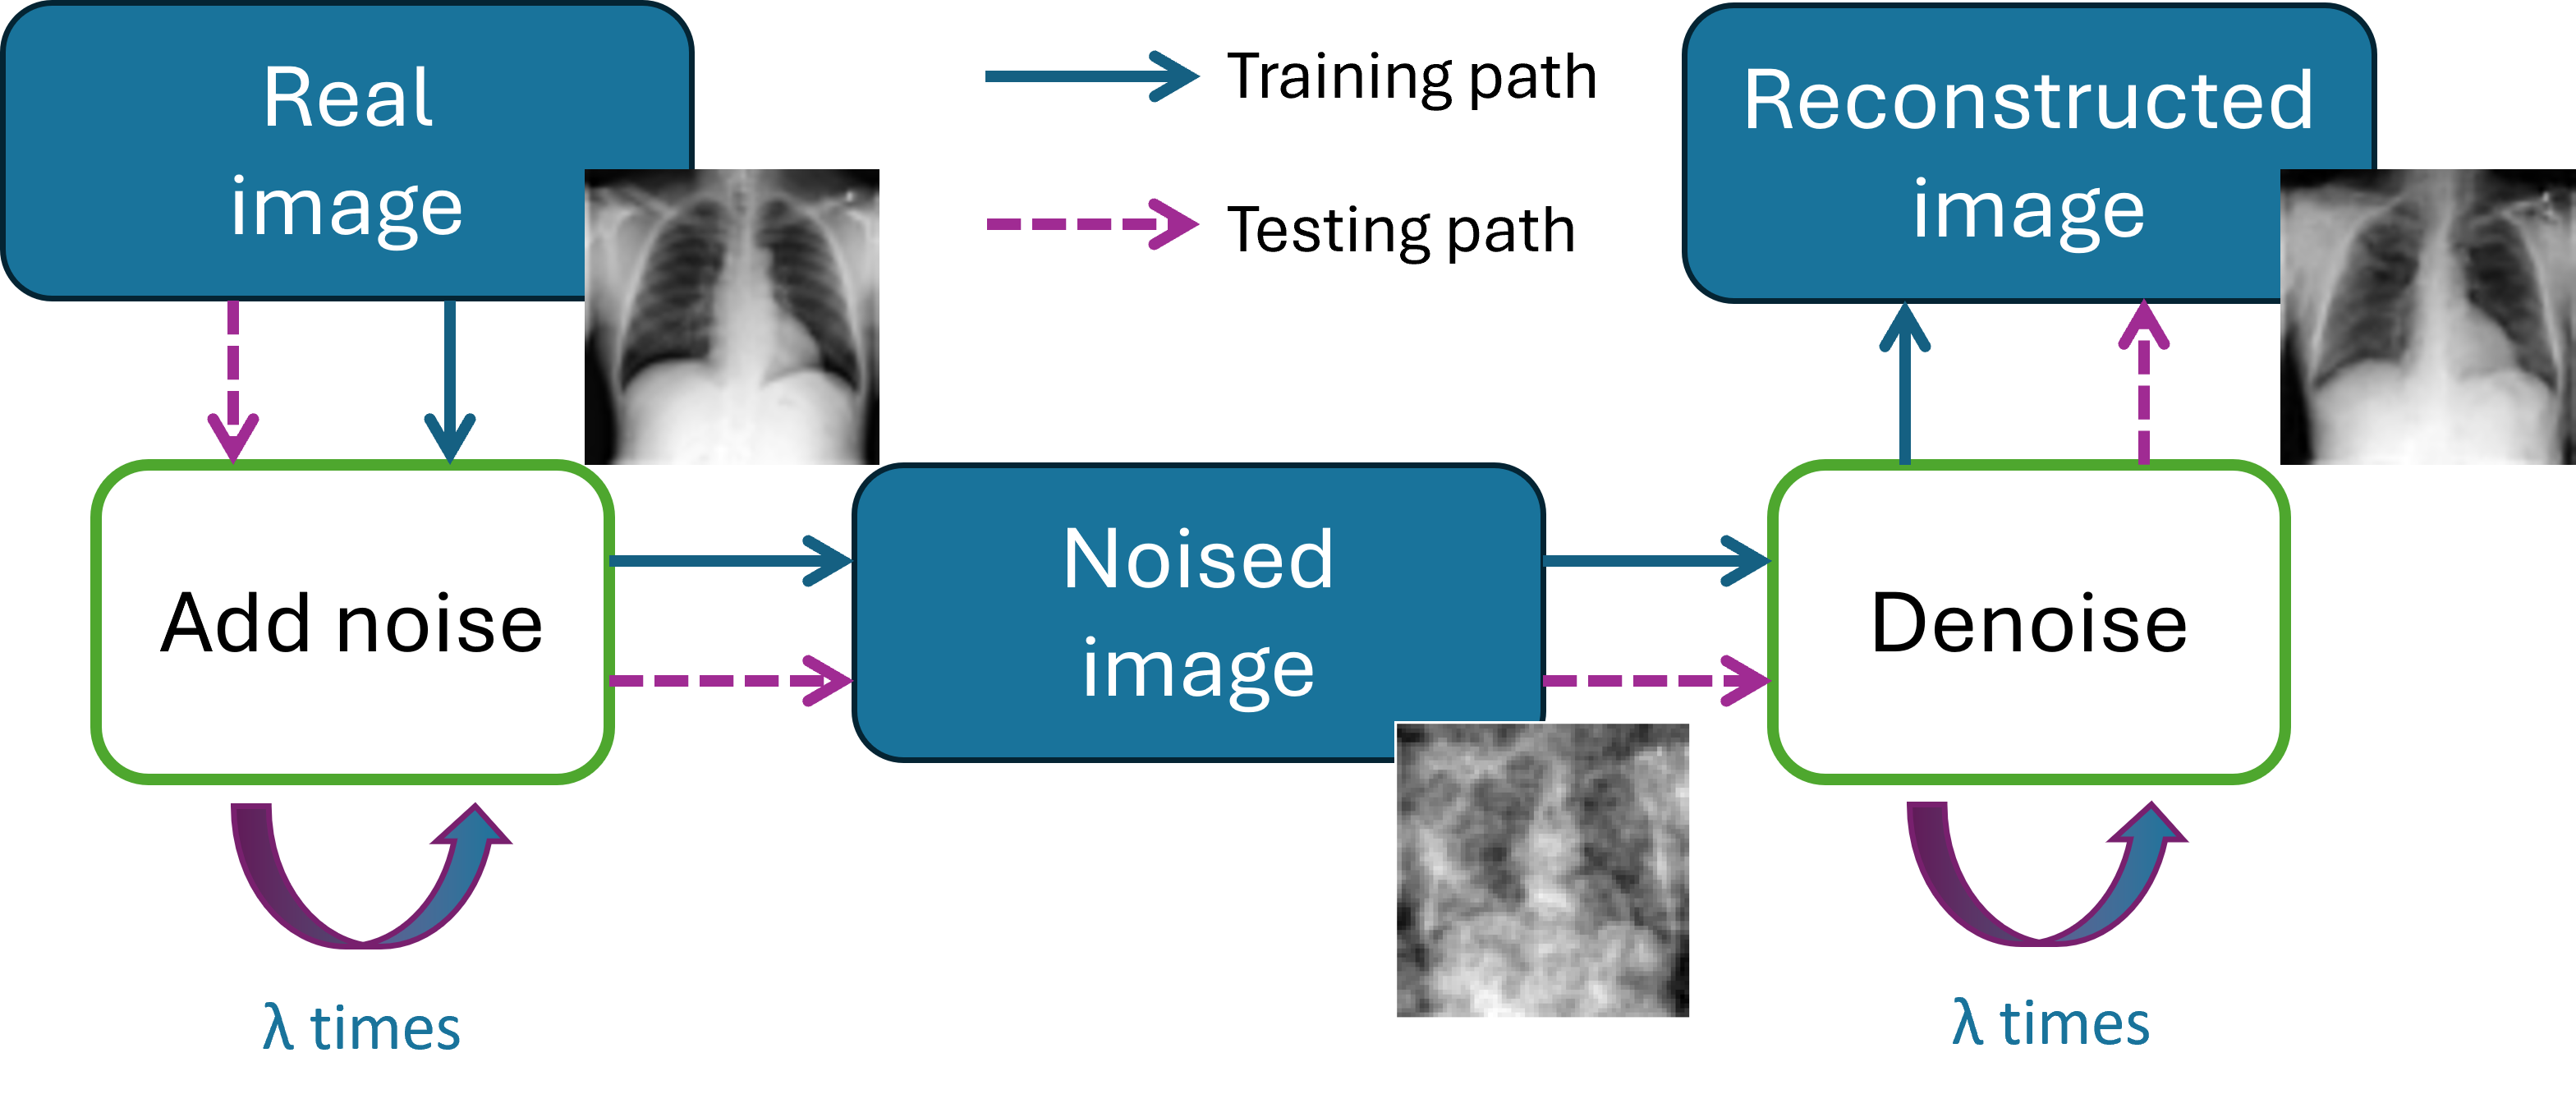 Real
image
Training path
Testing path
Reconstructed
image
Add noise
Noised
image
Denoise
λ times
λ times